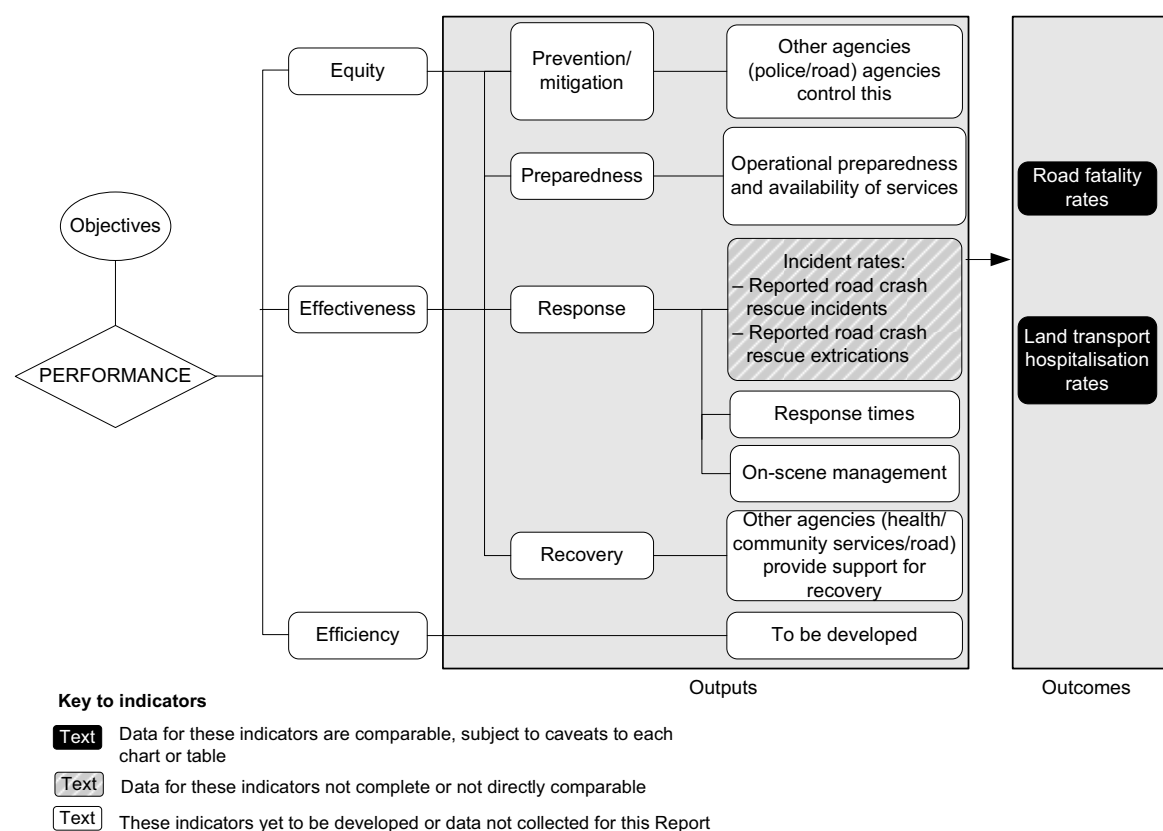 Objectives
PERFORMANCE
Equity
Effectiveness
Efficiency
Prevention/
mitigation
Preparedness
Response
Recovery
Other agencies
(police/road) agencies
control this
Operational preparedness
and availability of services
Incident rates:
– Reported road crash
rescue incidents
– Reported road crash
rescue extrications
Response times
On-scene management
Other agencies (health/
community services/road)
provide support for
recovery
To be developed
Outputs
Road fatality
rates
Land transport
hospitalisation
rates
Outcomes
Key to indicators
Text Data for these indicators are comparable, subject to caveats to each
chart or table
Text Data for these indicators not complete or not directly comparable
Text These indicators yet to be developed or data not collected for this Report